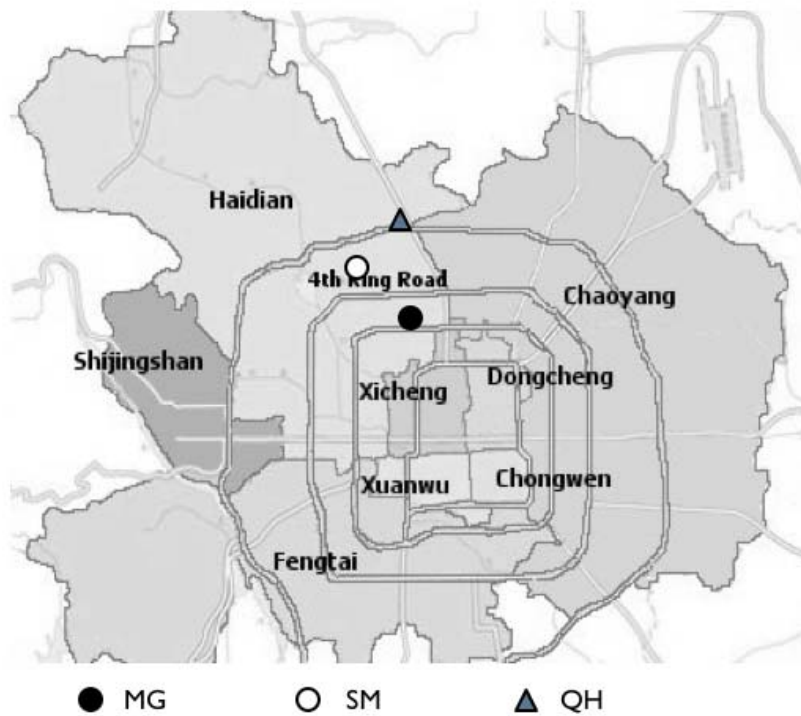 Haidian
4th Ring Road
Chaoyang
Shijingshan
Dongcheng
Xicheng
Xuanwu
Chongwen
Fengtai
MG SM QH